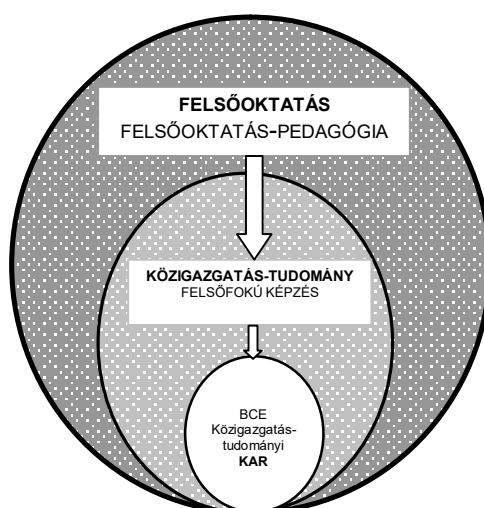 FELSŐOKTATÁS
FELSŐOKTATÁS-PEDAGÓGIA
KÖZIGAZGATÁS-TUDOMÁNY
FELSŐFOKÚ KÉPZÉS
BCE
Közigazgatás-
tudományi
KAR